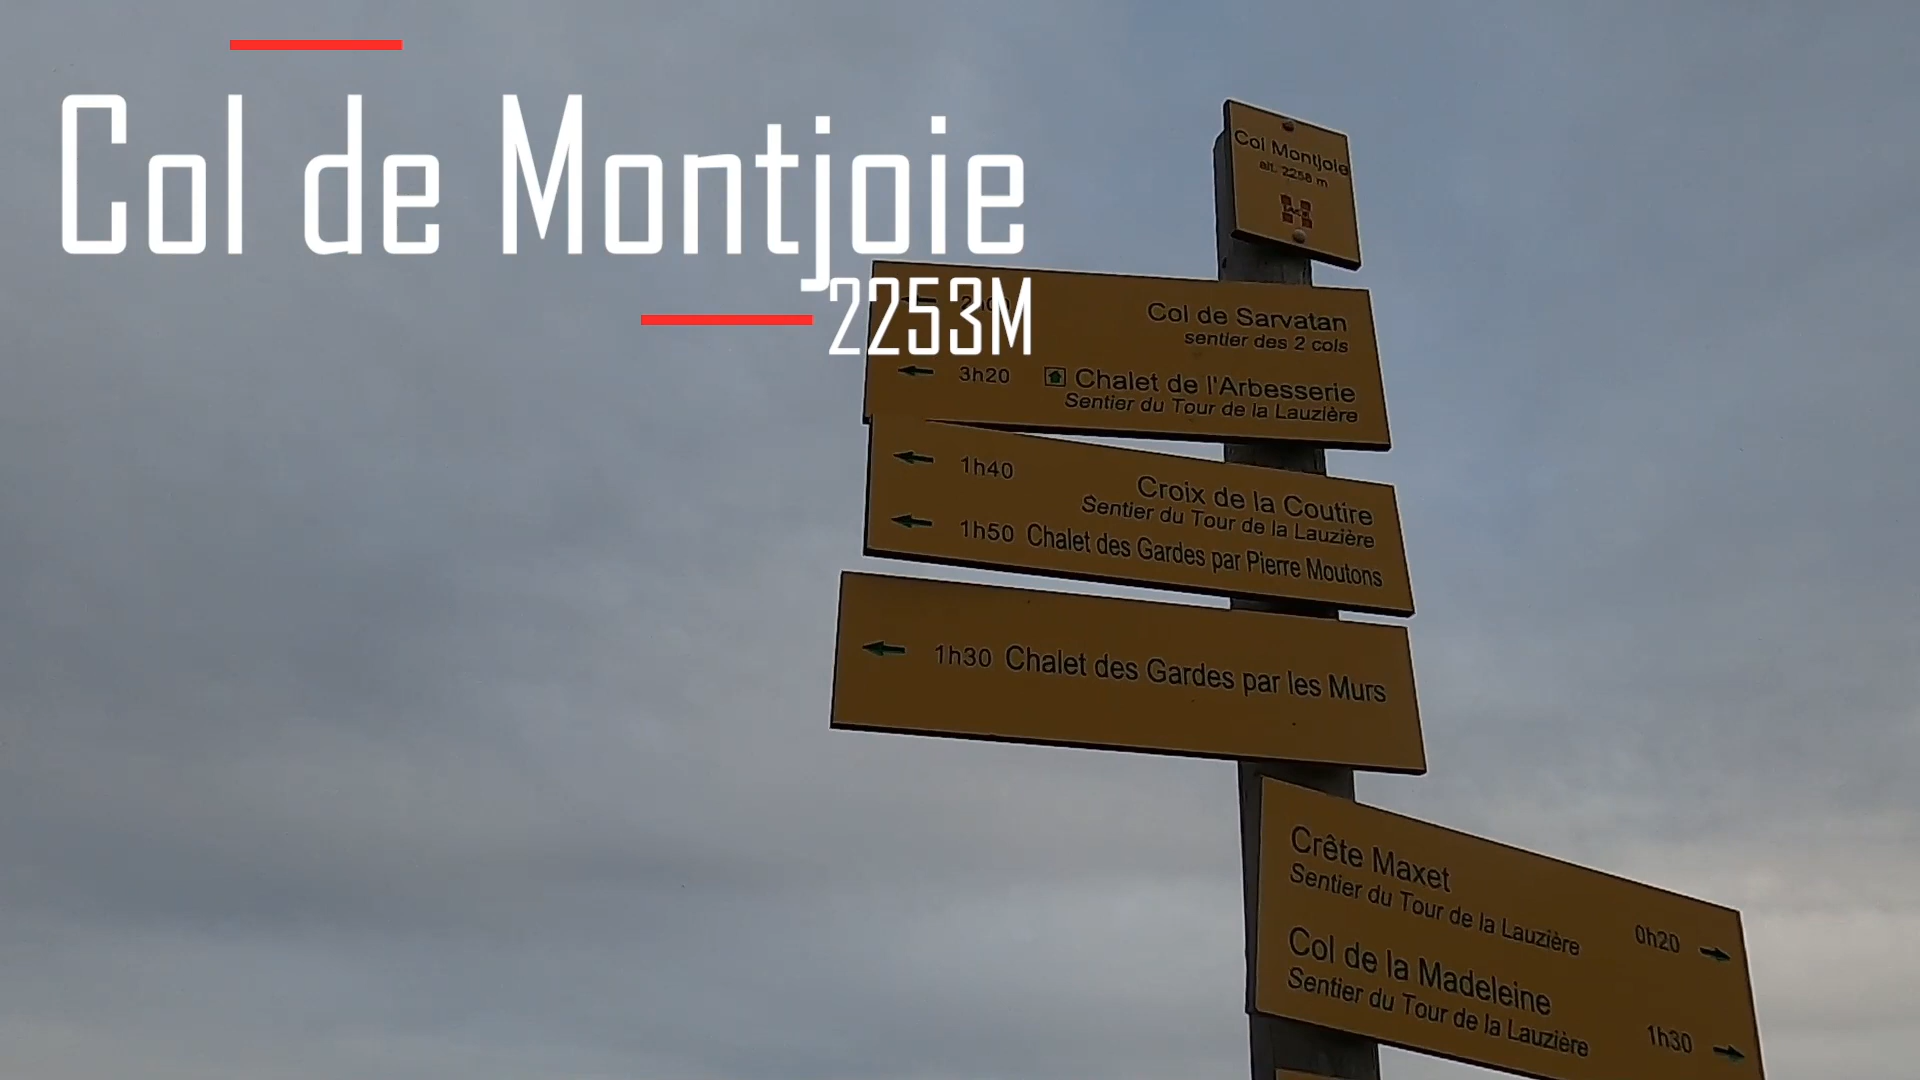 Col de Montjoie
2253M
Col Montjoie
alt. 2258 m
Col de Sarvatan
sentier des 2 cols
3h20 Chalet de l'Arbesserie
Sentier du Tour de la Lauzière
1h40 Croix de la Coutire
Sentier du Tour de la Lauzière
1h50 Chalet des Gardes par Pierre Moutons
1h30 Chalet des Gardes par les Murs
Crête Maxet
Sentier du Tour de la Lauzière 0h20
Col de la Madeleine
Sentier du Tour de la Lauzière 1h30